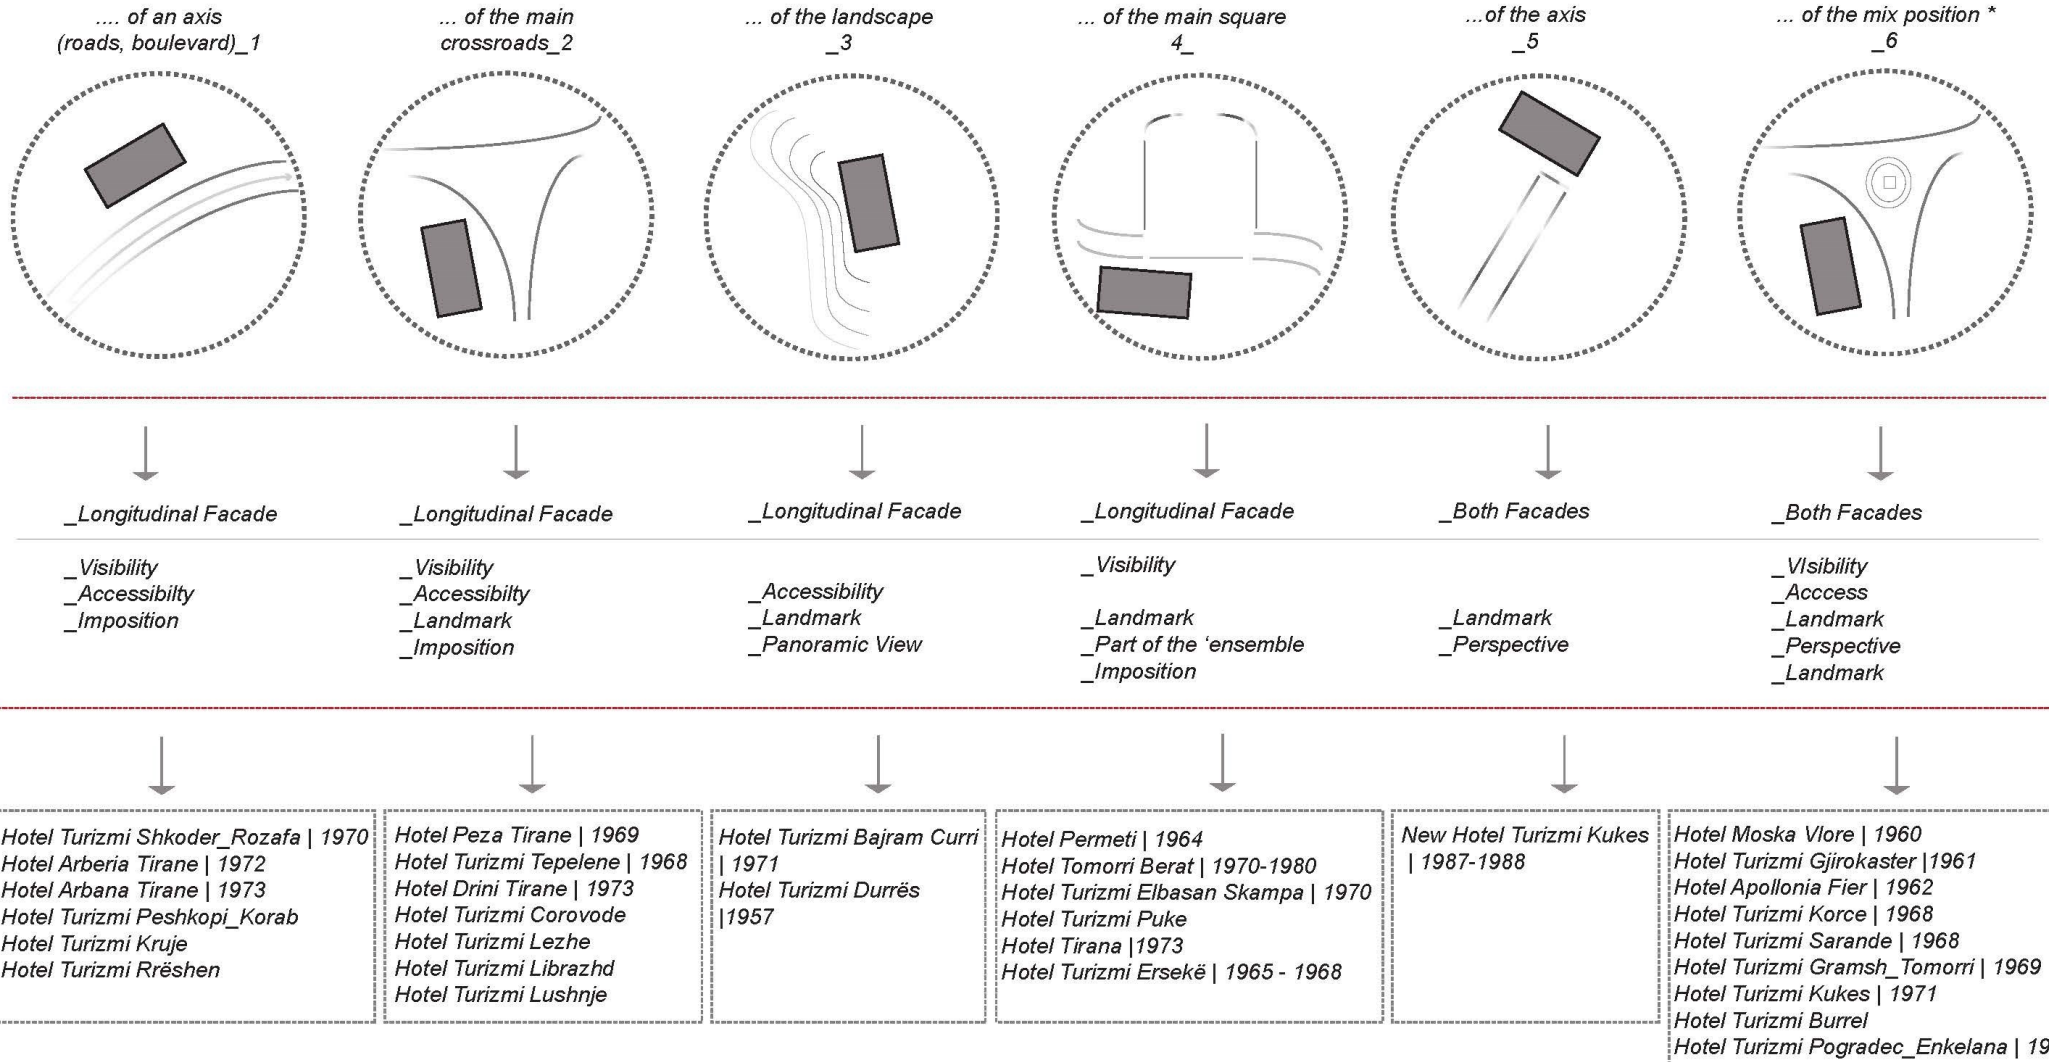 .... of an axis
(roads, boulevard)_1
... of the main
crossroads_2
... of the landscape
_3
... of the main square
4_
...of the axis
_5
... of the mix position *
_6
_Longitudinal Facade
_Longitudinal Facade
_Longitudinal Facade
_Longitudinal Facade
_Both Facades
_Both Facades
_Visibility
_Accessibilty
_Imposition
_Visibility
_Accessibilty
_Landmark
_Imposition
_Accessibility
_Landmark
_Panoramic View
_Visibility
_Landmark
_Part of the ‘ensemble
_Imposition
_Landmark
_Perspective
_VIsibility
_Acccess
_Landmark
_Perspective
_Landmark
Hotel Turizmi Shkoder_Rozafa | 1970
Hotel Arberia Tirane | 1972
Hotel Arbana Tirane | 1973
Hotel Turizmi Peshkopi_Korab
Hotel Turizmi Kruje
Hotel Turizmi Rrëshen
Hotel Peza Tirane | 1969
Hotel Turizmi Tepelene | 1968
Hotel Drini Tirane | 1973
Hotel Turizmi Corovode
Hotel Turizmi Lezhe
Hotel Turizmi Librazhd
Hotel Turizmi Lushnje
Hotel Turizmi Bajram Curri
| 1971
Hotel Turizmi Durrës
|1957
Hotel Permeti | 1964
Hotel Tomorri Berat | 1970-1980
Hotel Turizmi Elbasan Skampa | 1970
Hotel Turizmi Puke
Hotel Tirana |1973
Hotel Turizmi Ersekë | 1965 - 1968
New Hotel Turizmi Kukes
| 1987-1988
Hotel Moska Vlore | 1960
Hotel Turizmi Gjirokaster |1961
Hotel Apollonia Fier | 1962
Hotel Turizmi Korce | 1968
Hotel Turizmi Sarande | 1968
Hotel Turizmi Gramsh_Tomorri | 1969
Hotel Turizmi Kukes | 1971
Hotel Turizmi Burrel
Hotel Turizmi Pogradec_Enkelana |